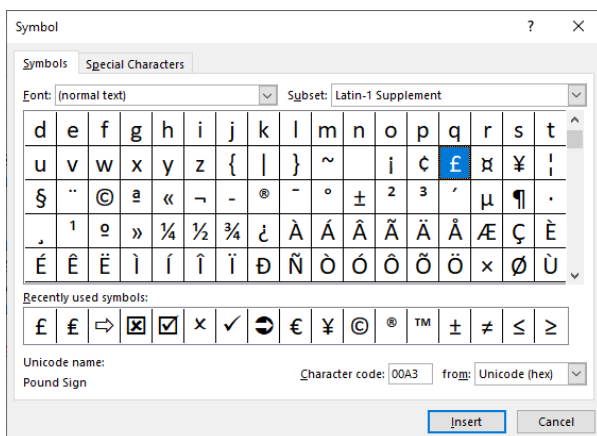 Symbol ? ×
Symbols Special Characters
Font: (normal text) Subset: Latin-1 Supplement
d e f g h i j k l m n o p q r s t
u v w x y z { | } ~ ¡ ¢ £ ¤ ¥ ¦
§ ¨ © ª « ¬ - ® ¯ ° ± ² ³ ´ µ ¶ ·
¸ ¹ º » ¼ ½ ¾ ¿ À Á Â Ã Ä Å Æ Ç È
É Ê Ë Ì Í Î Ï Ð Ñ Ò Ó Ô Õ Ö × Ø Ù
Recently used symbols:
£ ₤ ⇨ ☒ ☑ × ✓ ➲ € ¥ © ® ™ ± ≠ ≤ ≥
Unicode name:
Pound Sign
Character code: 00A3 from: Unicode (hex)
Insert Cancel